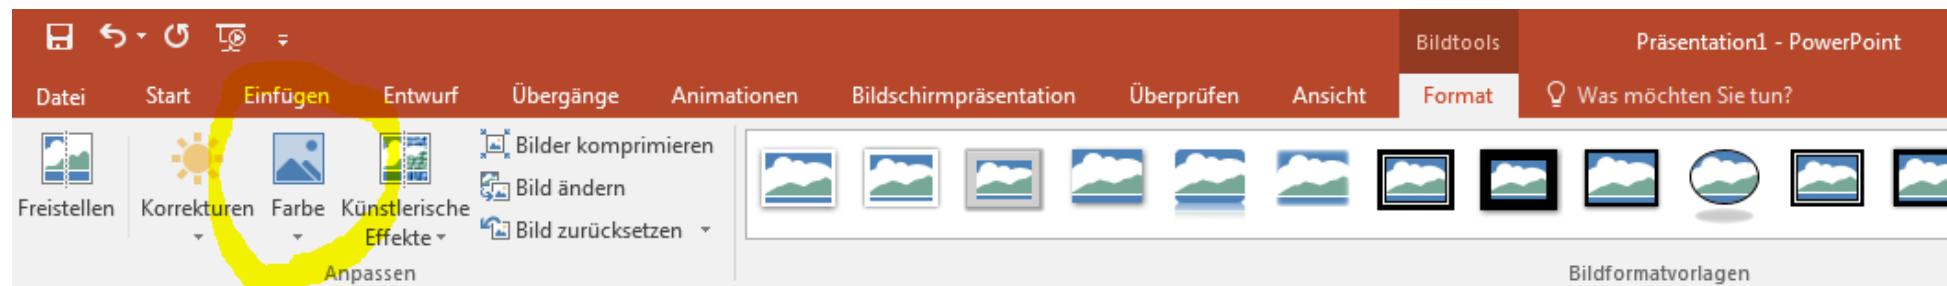 Bildtools
Präsentation1 - PowerPoint
Datei Start Einfügen Entwurf Übergänge Animationen Bildschirmpräsentation Überprüfen Ansicht Format Was möchten Sie tun?
Freistellen
Korrekturen
Farbe
Künstlerische
Effekte
Bilder komprimieren
Bild ändern
Bild zurücksetzen
Anpassen
Bildformatvorlagen